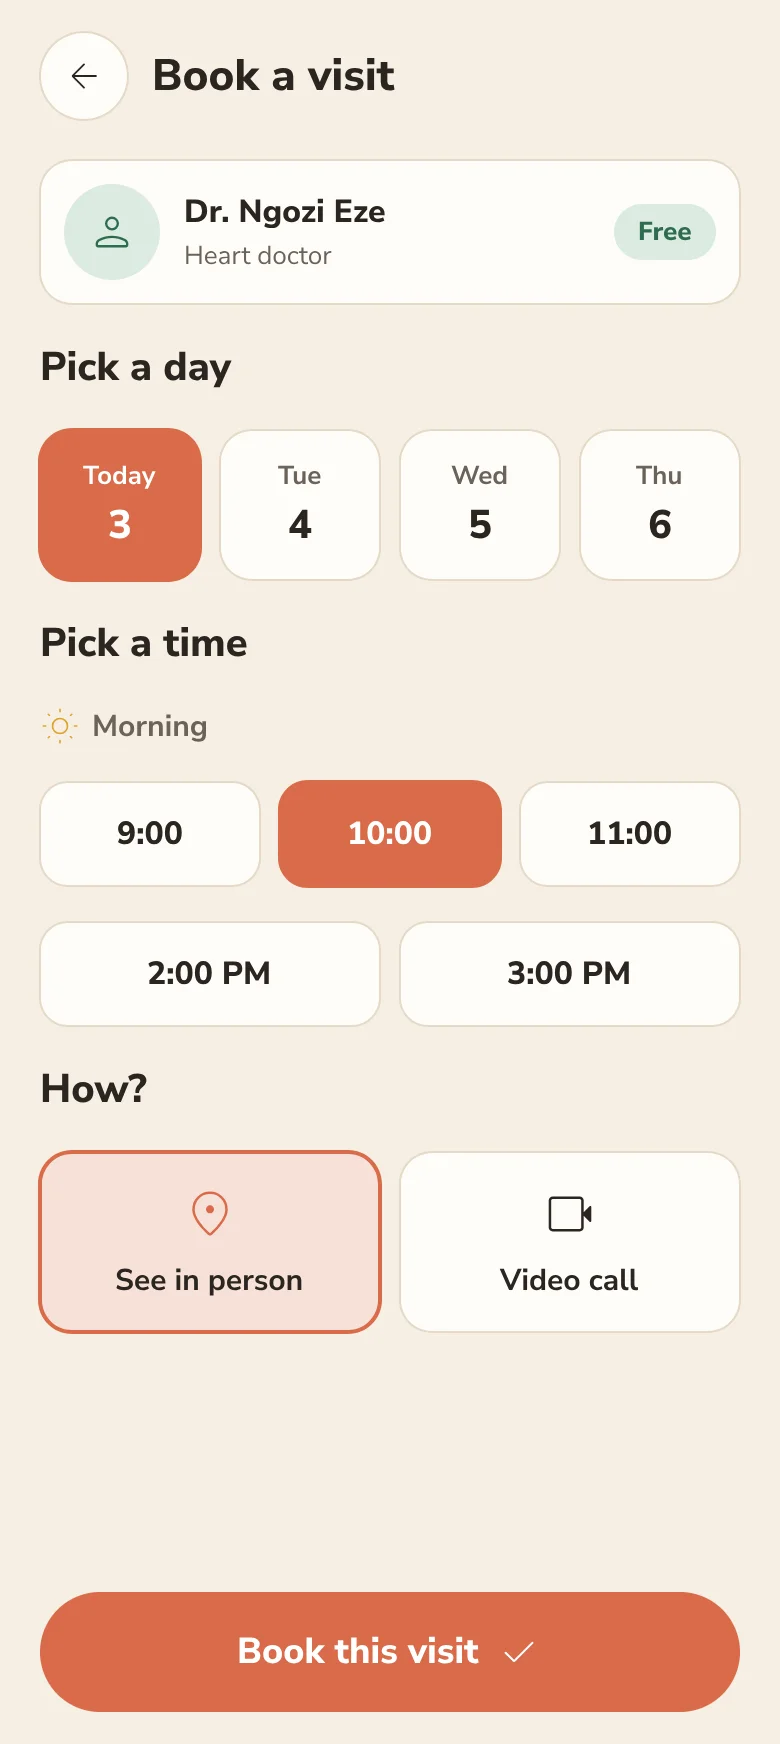 Book a visit
Dr. Ngozi Eze
Heart doctor
Free
Pick a day
Today
3
Tue
4
Wed
5
Thu
6
Pick a time
Morning
9:00
10:00
11:00
2:00 PM
3:00 PM
How?
See in person
Video call
Book this visit